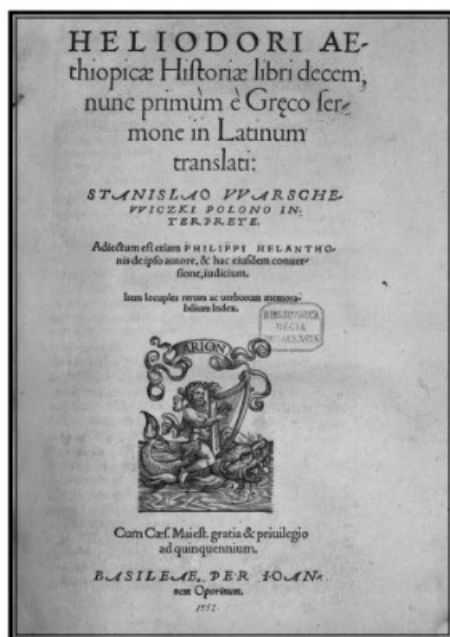 HELIODORI AE-
thiopicæ Historiæ libri decem,
nunc primùm è Gręco ser-
mone in Latinum
translati:
STANISLAO VVARSCHE-
VVICZKI POLONO IN-
TERPRETE.
Adiectum est etiam PHILIPPI MELANTHO-
nis de ipso autore, & hac eiusdem conuer-
sione, iudicium.
Item locuples rerum ac uerborum memora-
bilium Index.
ARION
Cum Cæs. Maiest. gratia & priuilegio
ad quinquennium.
BASILEAE, PER IOAN-
nem Oporinum.
1552.